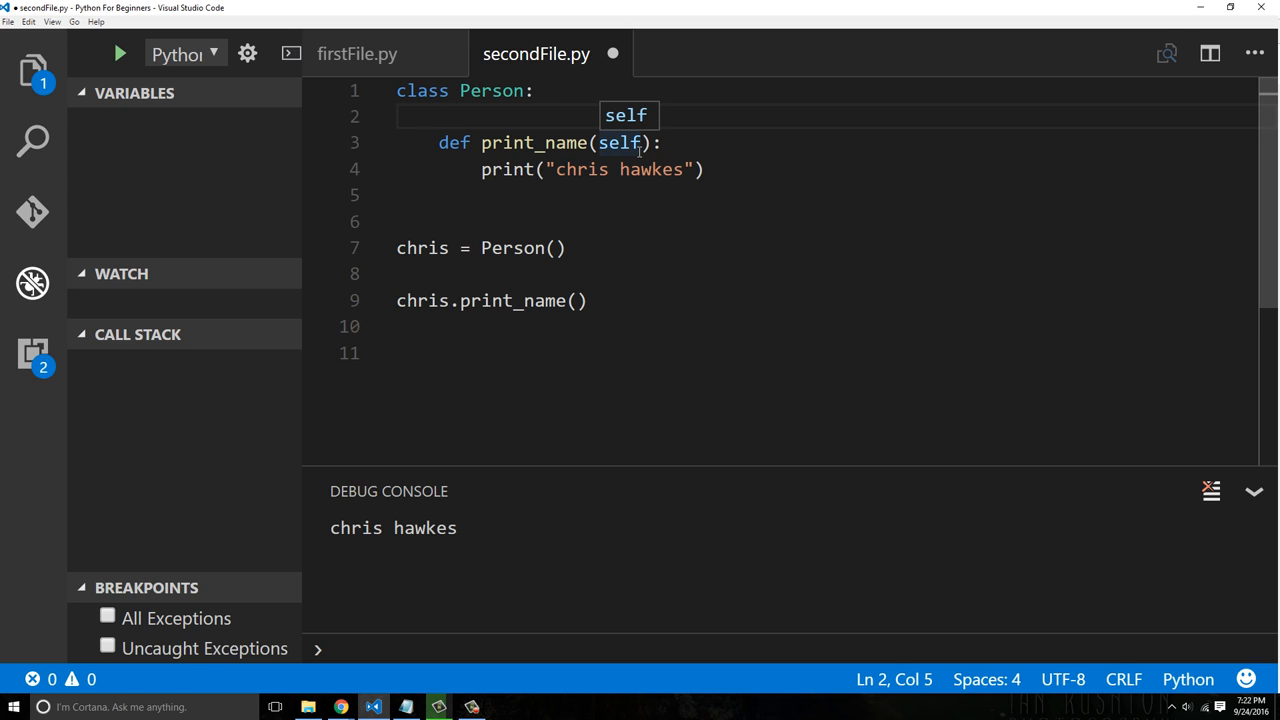 ● secondFile.py - Python For Beginners - Visual Studio Code
File Edit View Go Help
Python
firstFile.py
secondFile.py
1
VARIABLES
WATCH
CALL STACK
2
BREAKPOINTS
All Exceptions
Uncaught Exceptions
1 class Person:
2
self
3 def print_name(self):
4 print("chris hawkes")
5
6
7 chris = Person()
8
9 chris.print_name()
10
11
DEBUG CONSOLE
chris hawkes
0 0
Ln 2, Col 5 Spaces: 4 UTF-8 CRLF Python
I'm Cortana. Ask me anything.
7:22 PM
9/24/2016